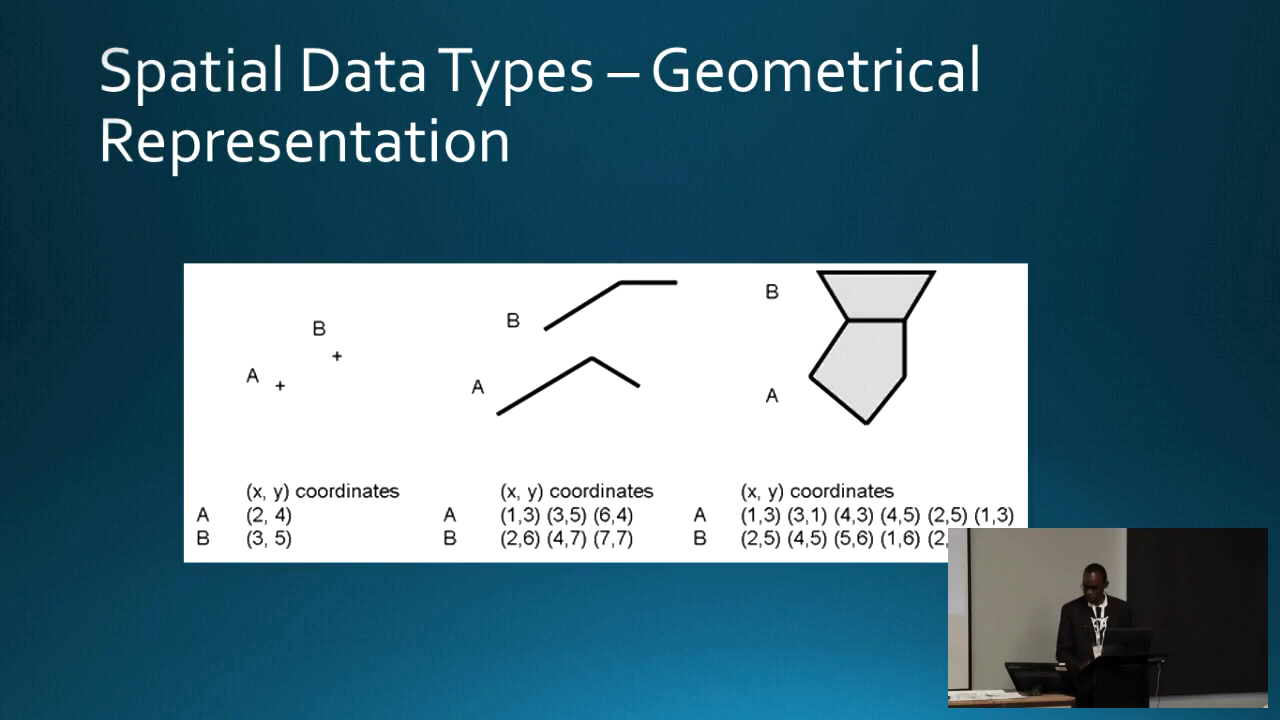 Spatial Data Types – Geometrical
Representation
B
+
A
+
B
A
B
A
(x, y) coordinates
A (2, 4)
B (3, 5)
(x, y) coordinates
A (1,3) (3,5) (6,4)
B (2,6) (4,7) (7,7)
(x, y) coordinates
A (1,3) (3,1) (4,3) (4,5) (2,5) (1,3)
B (2,5) (4,5) (5,6) (1,6) (2,